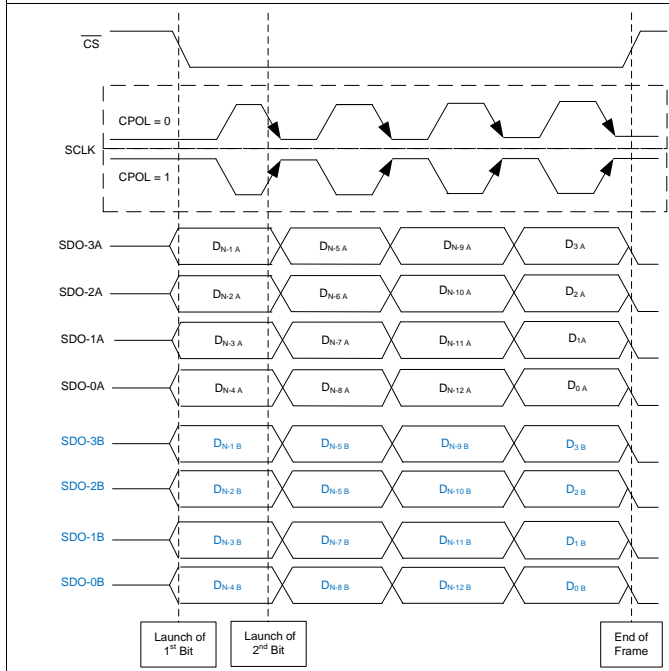 CS
CPOL = 0
SCLK
CPOL = 1
SDO-3A DN-1 A DN-5 A DN-9 A D3 A
SDO-2A DN-2 A DN-6 A DN-10 A D2 A
SDO-1A DN-3 A DN-7 A DN-11 A D1A
SDO-0A DN-4 A DN-8 A DN-12 A D0 A
SDO-3B DN-1 B DN-5 B DN-9 B D3 B
SDO-2B DN-2 B DN-5 B DN-10 B D2 B
SDO-1B DN-3 B DN-7 B DN-11 B D1 B
SDO-0B DN-4 B DN-8 B DN-12 B D0 B
Launch of
1st Bit
Launch of
2nd Bit
End of
Frame